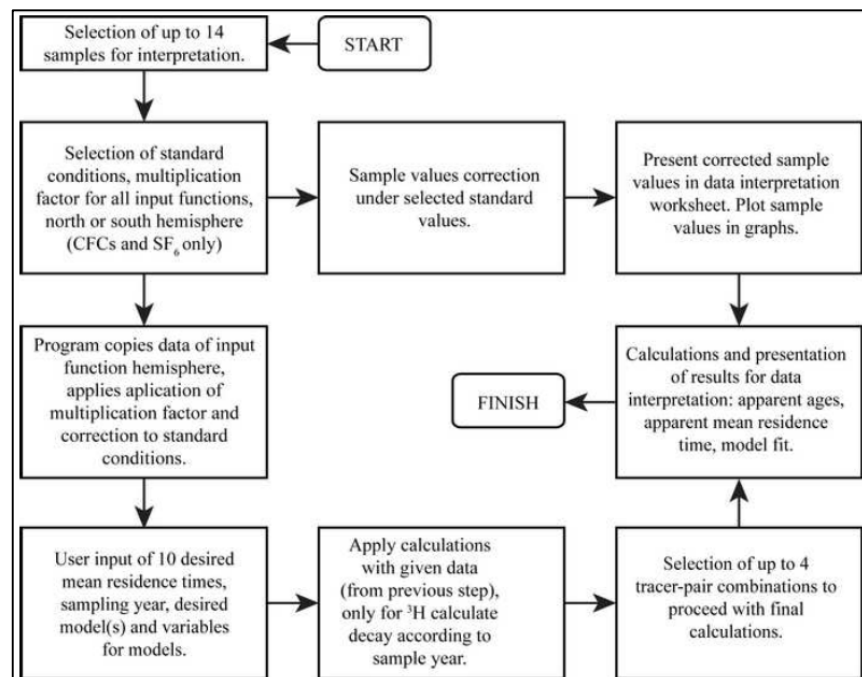 Selection of up to 14
samples for interpretation.
START
Selection of standard
conditions, multiplication
factor for all input functions,
north or south hemisphere
(CFCs and SF₆ only)
Sample values correction
under selected standard
values.
Present corrected sample
values in data interpretation
worksheet. Plot sample
values in graphs.
Program copies data of input
function hemisphere,
applies aplication of
multiplication factor and
correction to standard
conditions.
FINISH
Calculations and presentation
of results for data
interpretation: apparent ages,
apparent mean residence
time, model fit.
User input of 10 desired
mean residence times,
sampling year, desired
model(s) and variables
for models.
Apply calculations
with given data
(from previous step),
only for ³H calculate
decay according to
sample year.
Selection of up to 4
tracer-pair combinations to
proceed with final
calculations.